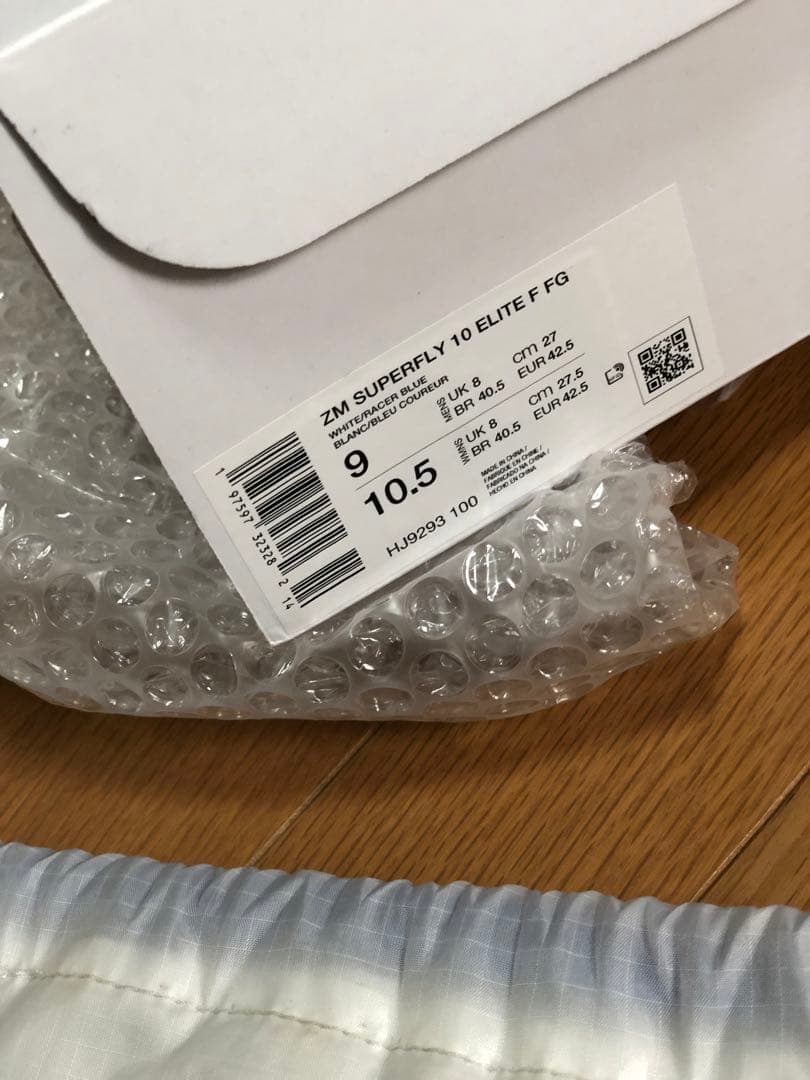 ZM SUPERFLY 10 ELITE F FG
WHITE/RACER BLUE
BLANC/BLEU COUREUR
9
MENS
UK 8
BR 40.5
cm 27
EUR 42.5
10.5
WMNS
UK 8
BR 40.5
cm 27.5
EUR 42.5
HJ9293 100
MADE IN CHINA /
FABRIQUE EN CHINE /
FABRICADO NA CHINA /
HECHO EN CHINA
1 97597 32328 2 14